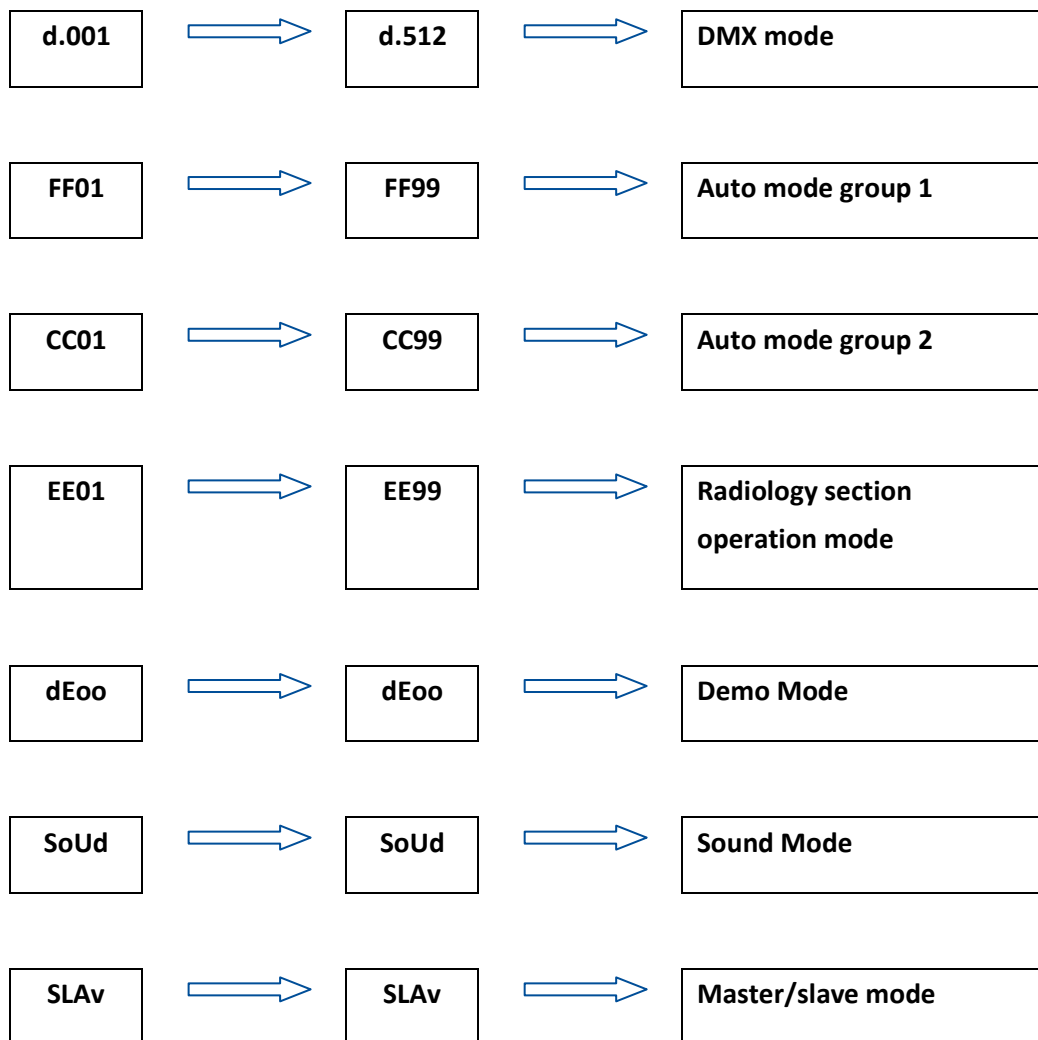 d.001 d.512 DMX mode
FF01 FF99 Auto mode group 1
CC01 CC99 Auto mode group 2
EE01 EE99 Radiology section
operation mode
dEoo dEoo Demo Mode
SoUd SoUd Sound Mode
SLAv SLAv Master/slave mode